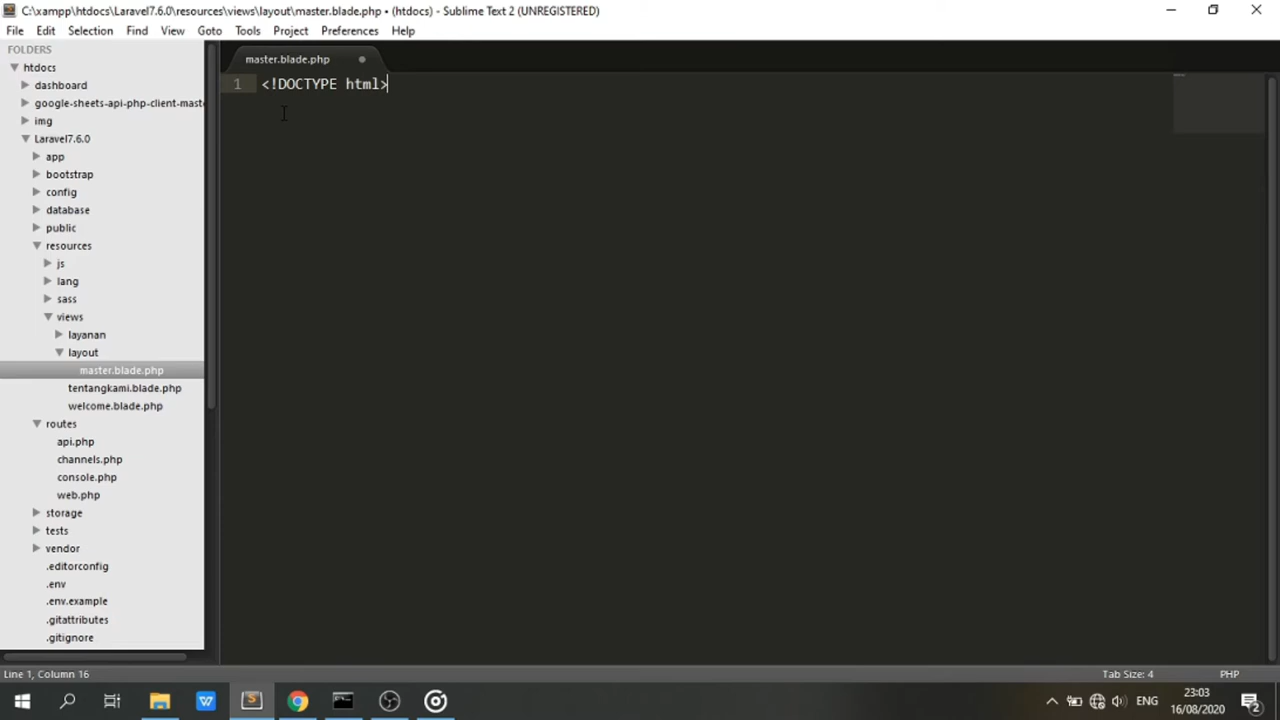 C:\xampp\htdocs\Laravel7.6.0\resources\views\layout\master.blade.php • (htdocs) - Sublime Text 2 (UNREGISTERED)
File Edit Selection Find View Goto Tools Project Preferences Help
FOLDERS
htdocs
dashboard
google-sheets-api-php-client-mast
img
Laravel7.6.0
app
bootstrap
config
database
public
resources
js
lang
sass
views
layanan
layout
master.blade.php
tentangkami.blade.php
welcome.blade.php
routes
api.php
channels.php
console.php
web.php
storage
tests
vendor
.editorconfig
.env
.env.example
.gitattributes
.gitignore
master.blade.php
1 <!DOCTYPE html>
Line 1, Column 16
Tab Size: 4 PHP
ENG
23:03
16/08/2020
2